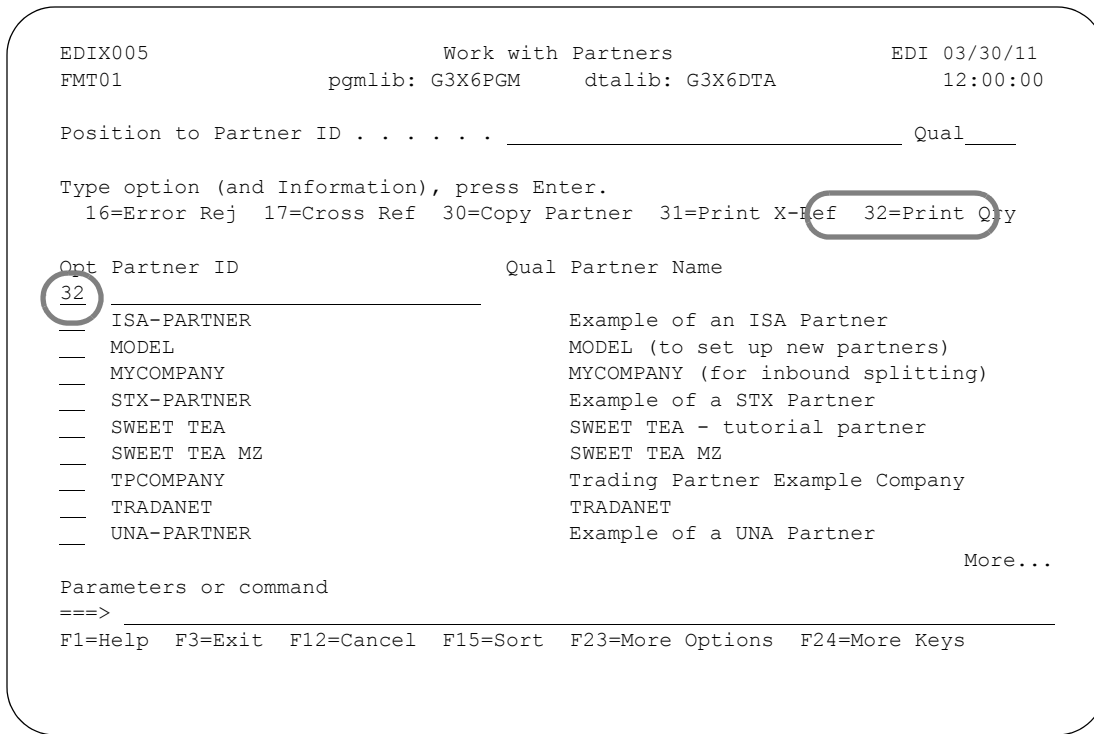 EDIX005 Work with Partners EDI 03/30/11
FMT01 pgmlib: G3X6PGM dtalib: G3X6DTA 12:00:00
Position to Partner ID . . . . . . Qual
Type option (and Information), press Enter.
16=Error Rej 17=Cross Ref 30=Copy Partner 31=Print X-Ref 32=Print Qry
Opt Partner ID Qual Partner Name
32
ISA-PARTNER Example of an ISA Partner
MODEL MODEL (to set up new partners)
MYCOMPANY MYCOMPANY (for inbound splitting)
STX-PARTNER Example of a STX Partner
SWEET TEA SWEET TEA - tutorial partner
SWEET TEA MZ SWEET TEA MZ
TPCOMPANY Trading Partner Example Company
TRADANET TRADANET
UNA-PARTNER Example of a UNA Partner
More...
Parameters or command
===>
F1=Help F3=Exit F12=Cancel F15=Sort F23=More Options F24=More Keys